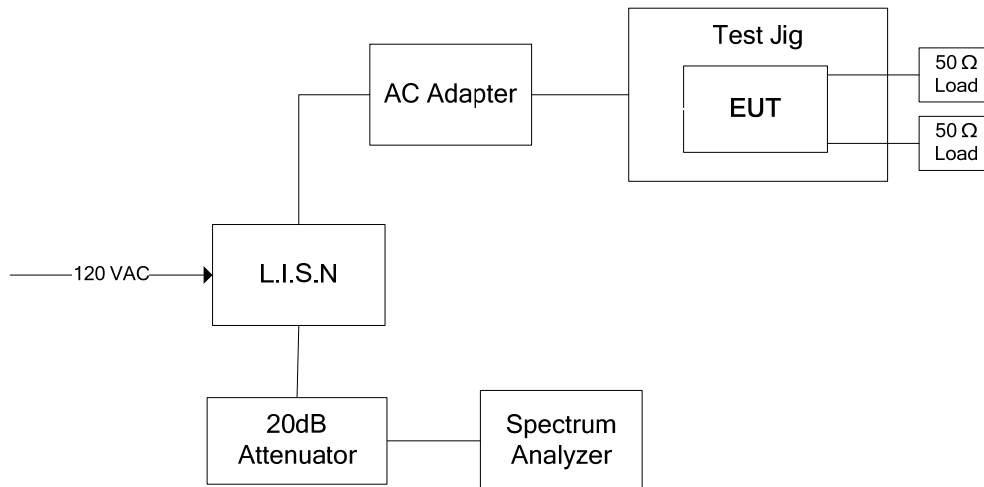 Test Jig
AC Adapter
EUT
50 Ω
Load
50 Ω
Load
120 VAC
L.I.S.N
20dB
Attenuator
Spectrum
Analyzer